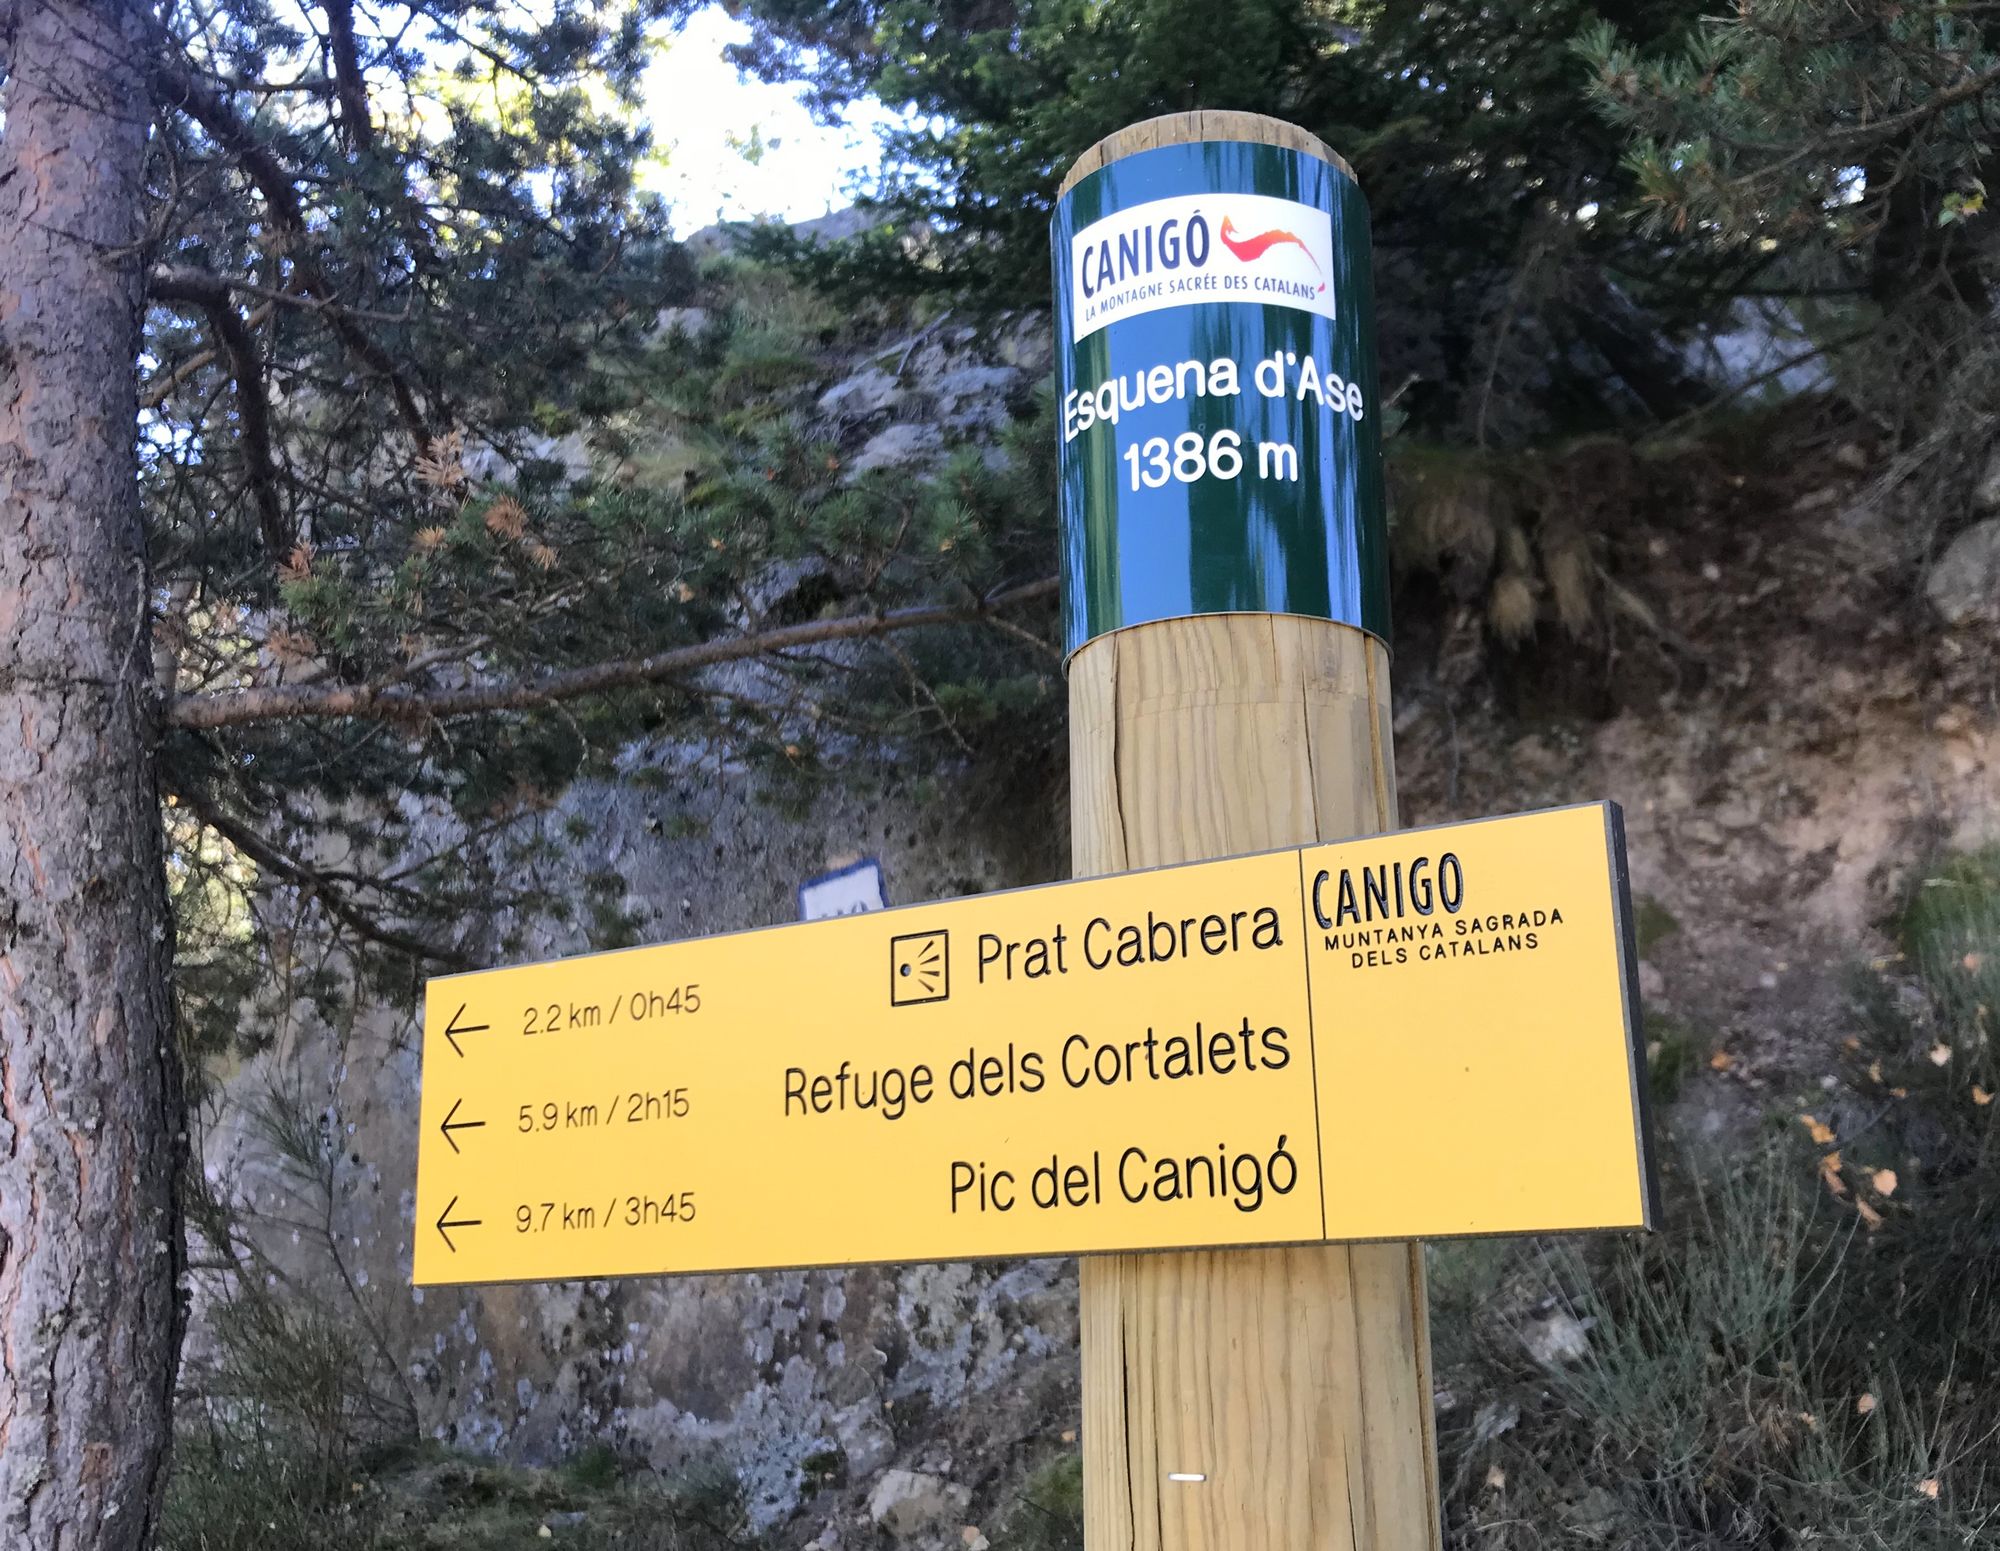 CANIGÓ
LA MONTAGNE SACRÉE DES CATALANS
Esquena d'Ase
1386 m
← 2.2 km / 0h45 Prat Cabrera
← 5.9 km / 2h15 Refuge dels Cortalets
← 9.7 km / 3h45 Pic del Canigó
CANIGO
MUNTANYA SAGRADA
DELS CATALANS